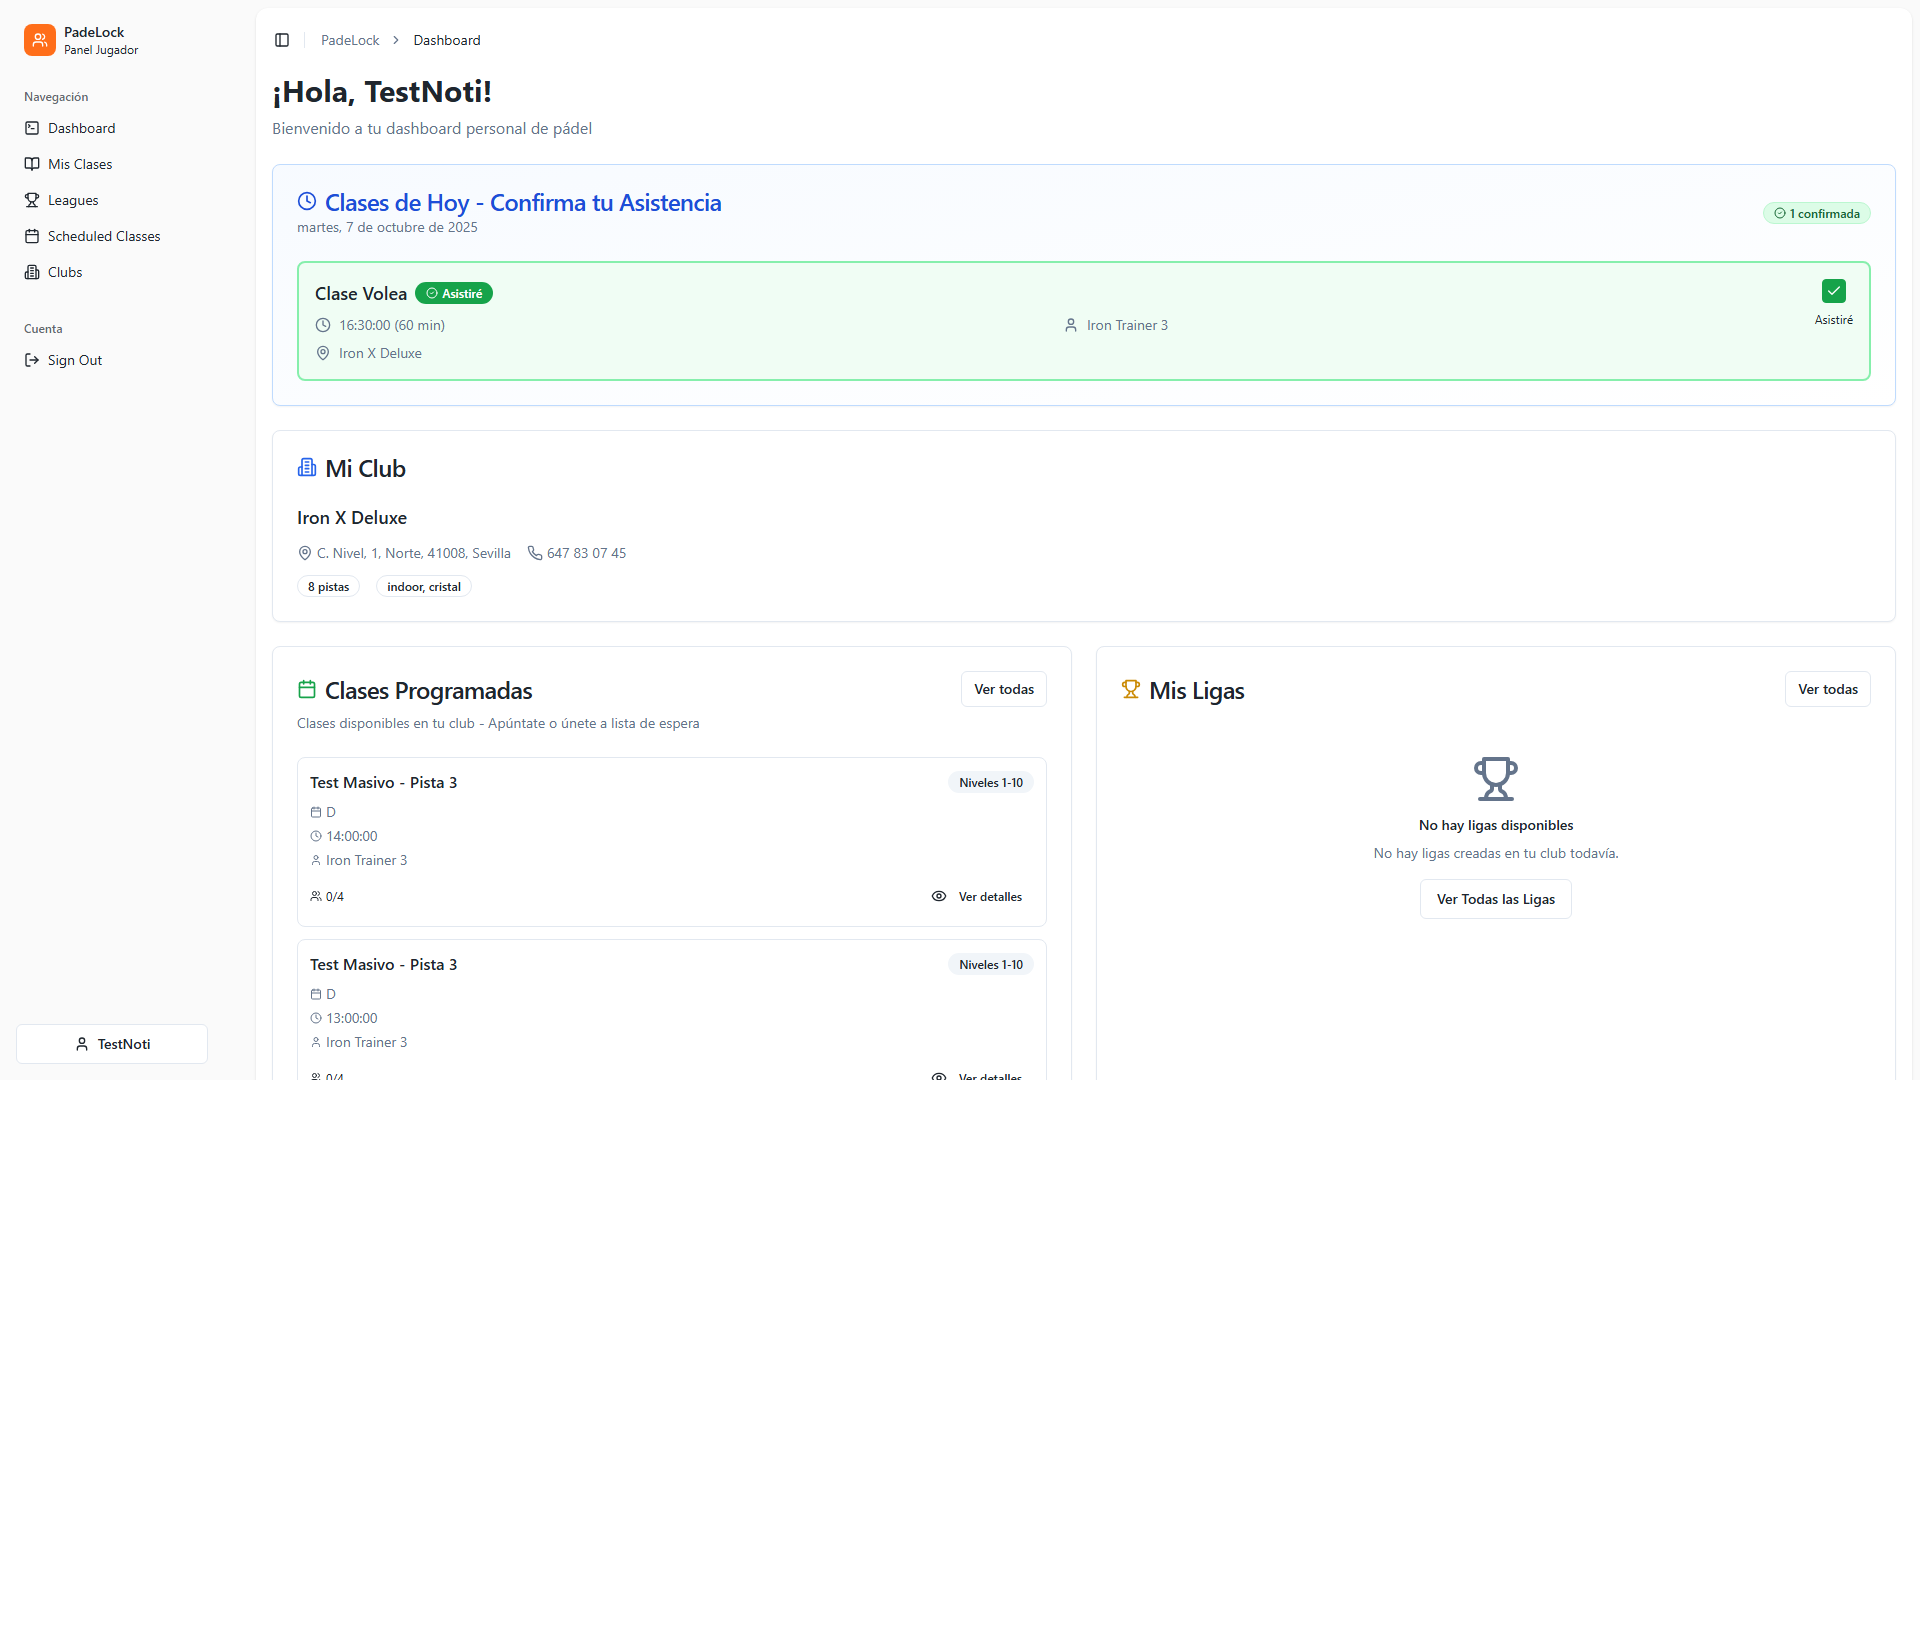 PadeLock
Panel Jugador
Navegación
Dashboard
Mis Clases
Leagues
Scheduled Classes
Clubs
Cuenta
Sign Out
TestNoti
PadeLock > Dashboard
¡Hola, TestNoti!
Bienvenido a tu dashboard personal de pádel
Clases de Hoy - Confirma tu Asistencia
martes, 7 de octubre de 2025
1 confirmada
Clase Volea Asistiré
16:30:00 (60 min)
Iron Trainer 3
Iron X Deluxe
Asistiré
Mi Club
Iron X Deluxe
C. Nivel, 1, Norte, 41008, Sevilla 647 83 07 45
8 pistas indoor, cristal
Clases Programadas
Ver todas
Clases disponibles en tu club - Apúntate o únete a lista de espera
Test Masivo - Pista 3
Niveles 1-10
D
14:00:00
Iron Trainer 3
0/4
Ver detalles
Test Masivo - Pista 3
Niveles 1-10
D
13:00:00
Iron Trainer 3
0/4
Ver detalles
Mis Ligas
Ver todas
No hay ligas disponibles
No hay ligas creadas en tu club todavía.
Ver Todas las Ligas